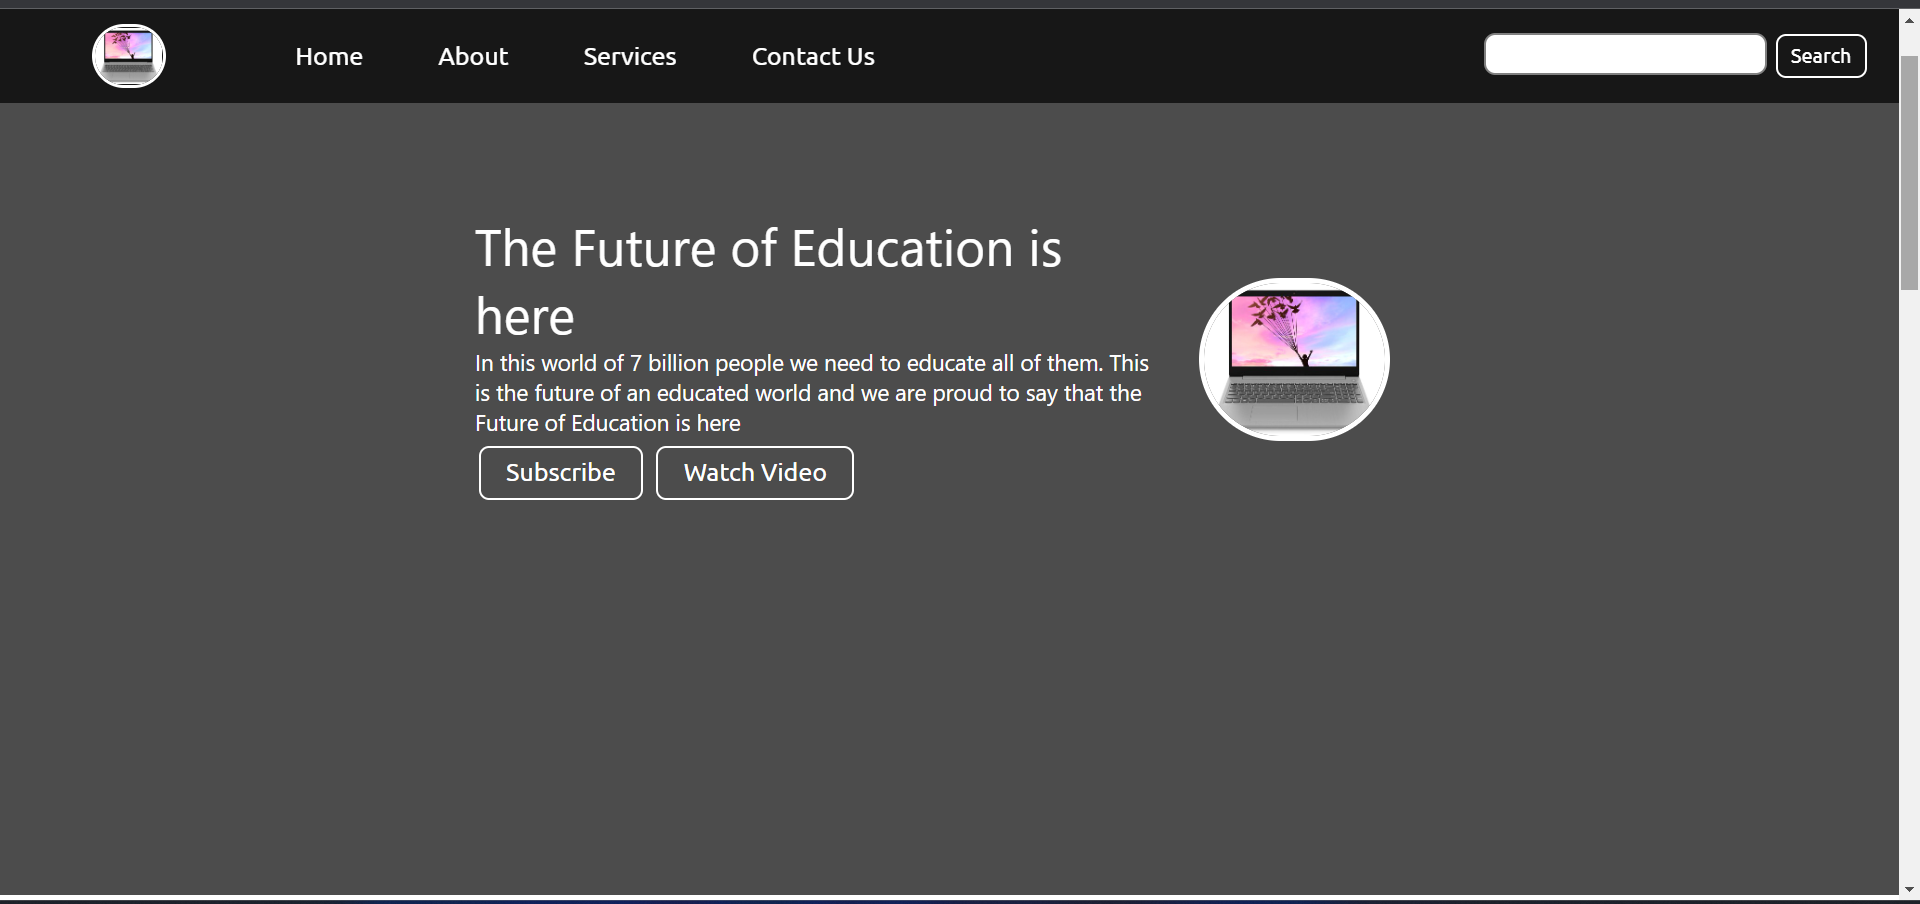 Home
About
Services
Contact Us
Search
The Future of Education is
here
In this world of 7 billion people we need to educate all of them. This
is the future of an educated world and we are proud to say that the
Future of Education is here
Subscribe
Watch Video